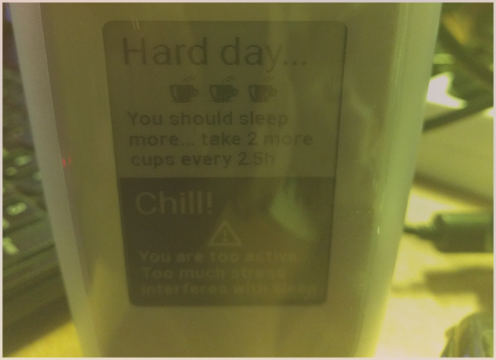 Hard day...
You should sleep
more... take 2 more
cups every 2.5h
Chill!
You are too active.
Too much stress
interferes with sleep